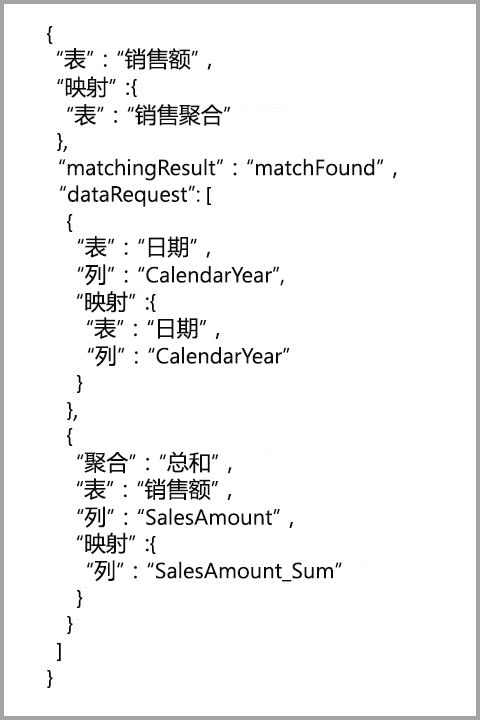 {
“表” : “销售额” ,
“映射” :{
“表” : “销售聚合”
},
“matchingResult” : “matchFound” ,
“dataRequest”: [
{
“表” : “日期” ,
“列” : “CalendarYear”,
“映射” :{
“表” : “日期” ,
“列” : “CalendarYear”
}
},
{
“聚合” : “总和” ,
“表” : “销售额” ,
“列” : “SalesAmount” ,
“映射” :{
“列” : “SalesAmount_Sum”
}
}
]
}